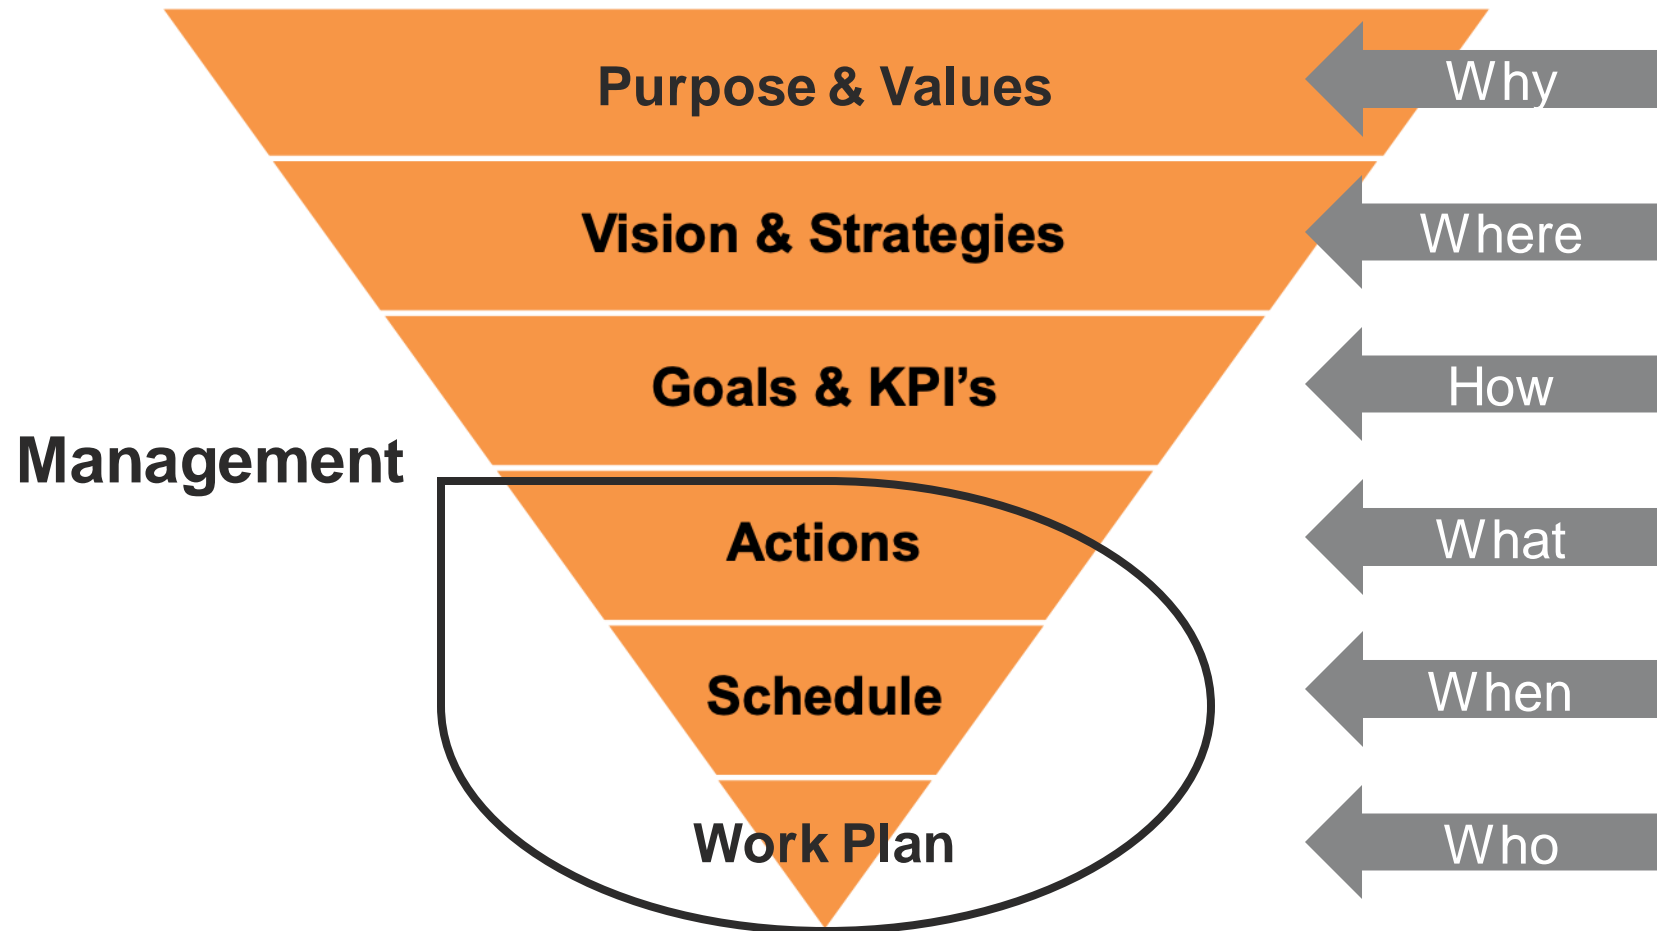 Purpose & Values
Why
Vision & Strategies
Where
Goals & KPI’s
How
Management
Actions
What
Schedule
When
Work Plan
Who